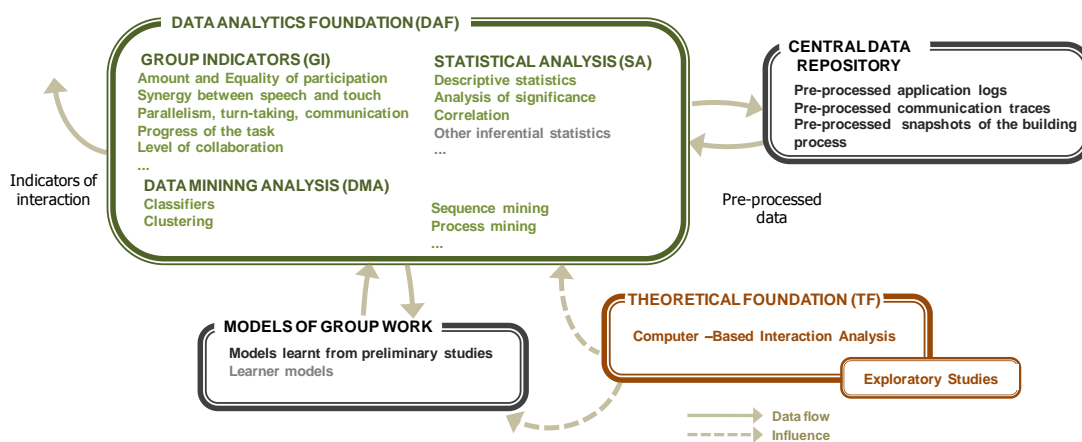 DATA ANALYTICS FOUNDATION (DAF)
GROUP INDICATORS (GI)
Amount and Equality of participation
Synergy between speech and touch
Parallelism, turn-taking, communication
Progress of the task
Level of collaboration
...
STATISTICAL ANALYSIS (SA)
Descriptive statistics
Analysis of significance
Correlation
Other inferential statistics
...
DATA MININNG ANALYSIS (DMA)
Classifiers
Clustering
Sequence mining
Process mining
...
CENTRAL DATA
REPOSITORY
Pre-processed application logs
Pre-processed communication traces
Pre-processed snapshots of the building
process
Indicators of
interaction
Pre-processed
data
MODELS OF GROUP WORK
Models learnt from preliminary studies
Learner models
THEORETICAL FOUNDATION (TF)
Computer –Based Interaction Analysis
Exploratory Studies
Data flow
Influence